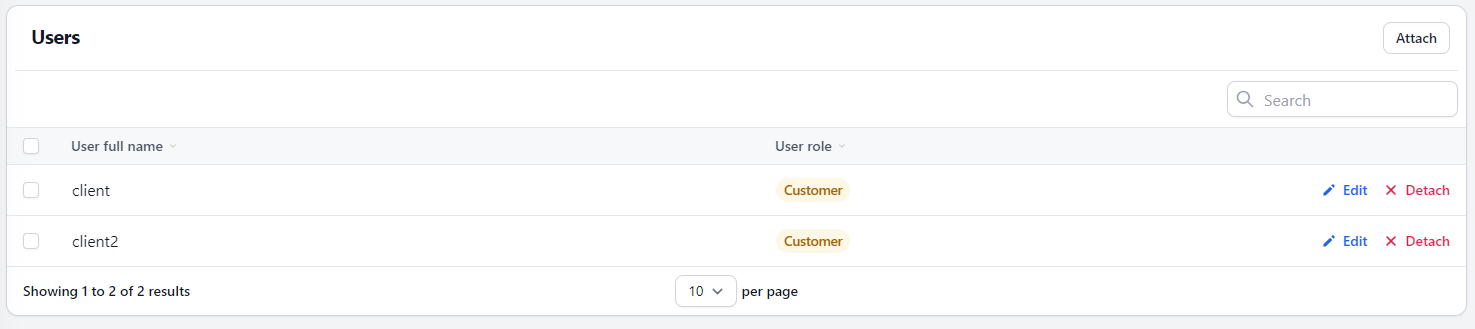 Users
Attach
Search
User full name User role
client Customer Edit Detach
client2 Customer Edit Detach
Showing 1 to 2 of 2 results 10 per page